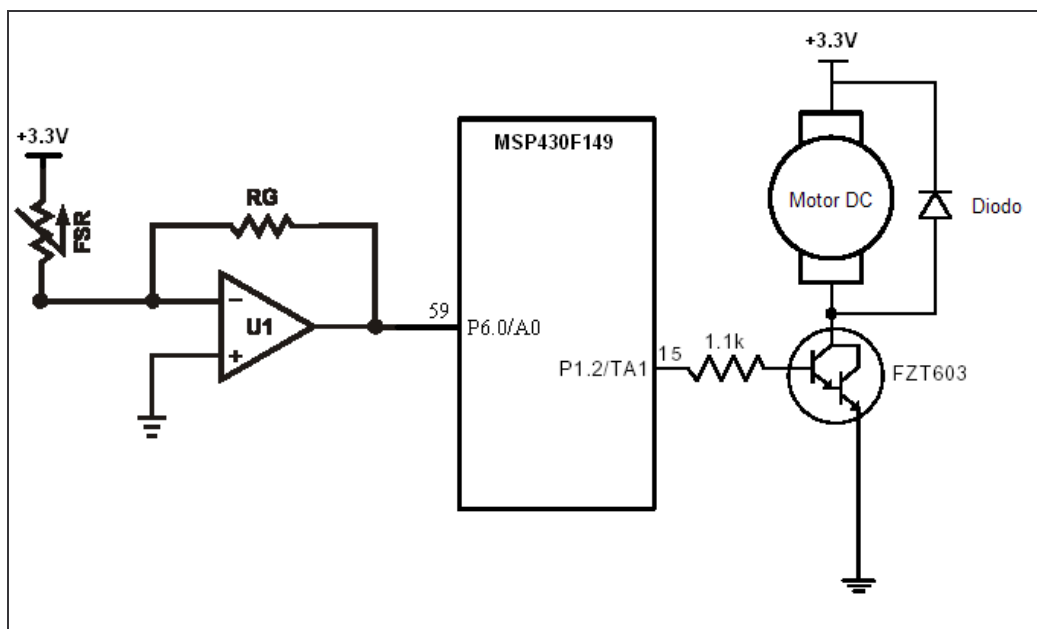 +3.3V
FSR
RG
−
U1
+
59
P6.0/A0
MSP430F149
P1.2/TA1
15
1.1k
+3.3V
Motor DC
Diodo
FZT603